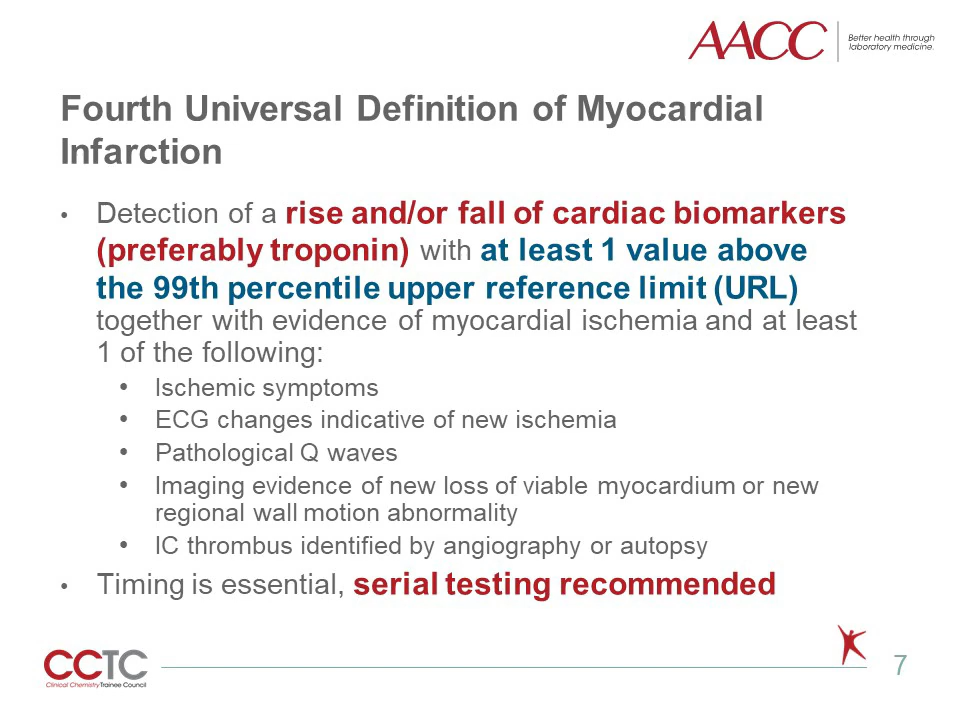 AACC
Better health through
laboratory medicine.
Fourth Universal Definition of Myocardial
Infarction
• Detection of a rise and/or fall of cardiac biomarkers
(preferably troponin) with at least 1 value above
the 99th percentile upper reference limit (URL)
together with evidence of myocardial ischemia and at least
1 of the following:
• Ischemic symptoms
• ECG changes indicative of new ischemia
• Pathological Q waves
• Imaging evidence of new loss of viable myocardium or new
regional wall motion abnormality
• IC thrombus identified by angiography or autopsy
• Timing is essential, serial testing recommended
CCTC
Clinical Chemistry Trainee Council
7